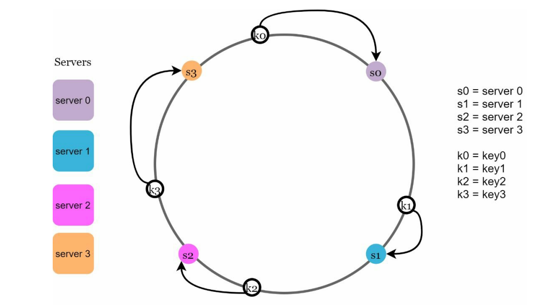 Servers
server 0
server 1
server 2
server 3
k0
s0
s3
k3
k1
s2
s1
k2
s0 = server 0
s1 = server 1
s2 = server 2
s3 = server 3
k0 = key0
k1 = key1
k2 = key2
k3 = key3